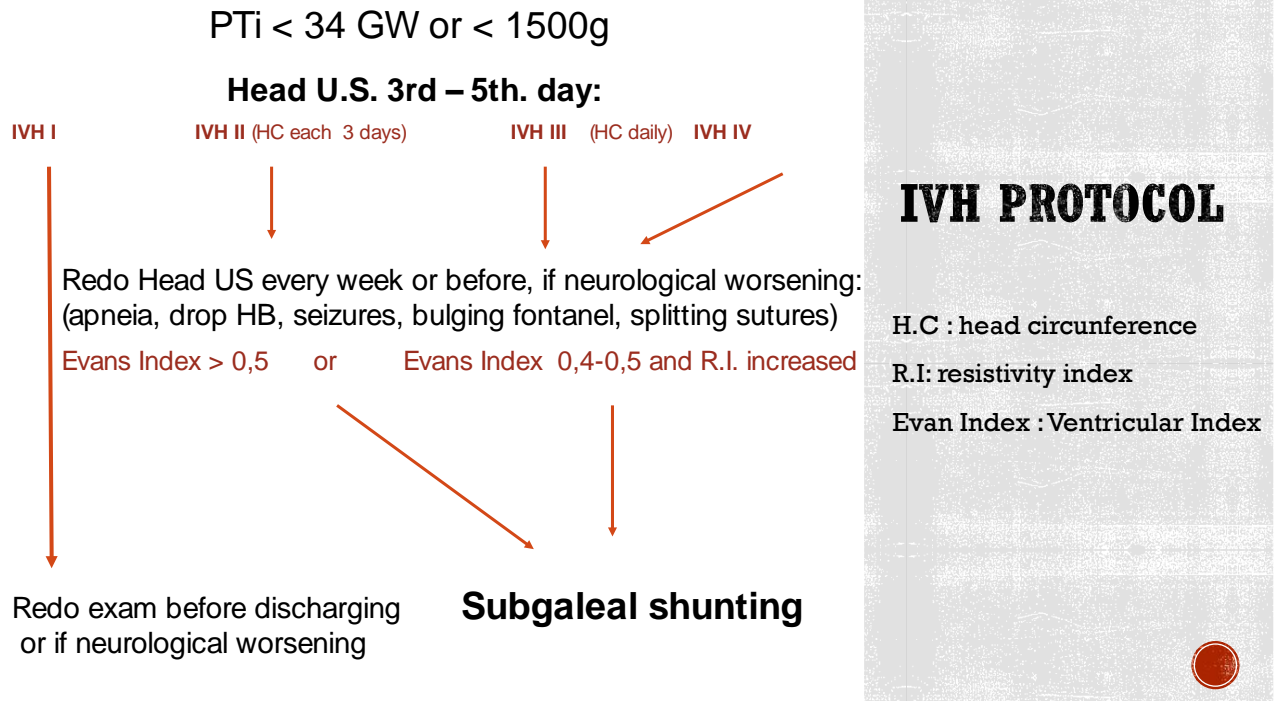 PTi < 34 GW or < 1500g
Head U.S. 3rd – 5th. day:
IVH I IVH II (HC each 3 days) IVH III (HC daily) IVH IV
Redo Head US every week or before, if neurological worsening:
(apneia, drop HB, seizures, bulging fontanel, splitting sutures)
Evans Index > 0,5 or Evans Index 0,4-0,5 and R.I. increased
Redo exam before discharging
or if neurological worsening
Subgaleal shunting
IVH PROTOCOL
H.C : head circunference
R.I: resistivity index
Evan Index : Ventricular Index